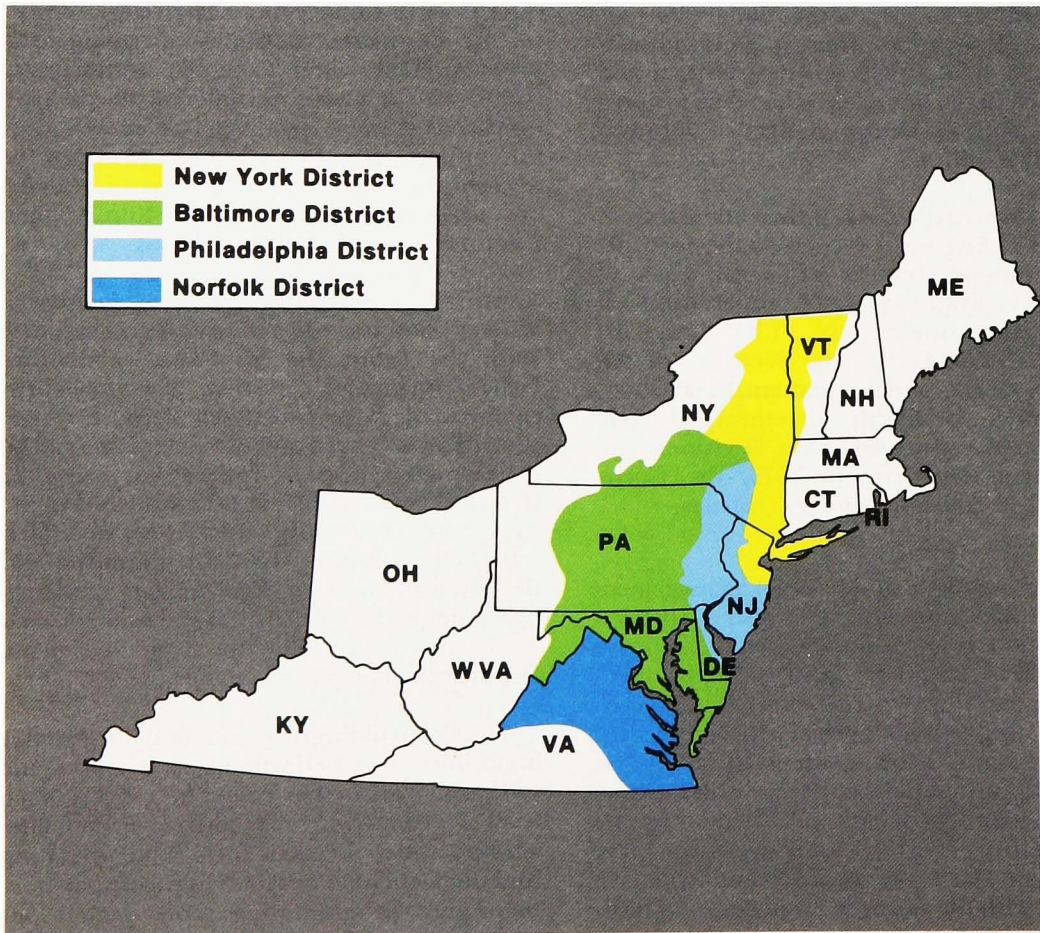 New York District
Baltimore District
Philadelphia District
Norfolk District
ME
VT
NH
NY
MA
CT
RI
PA
OH
NJ
MD
DE
W VA
KY
VA